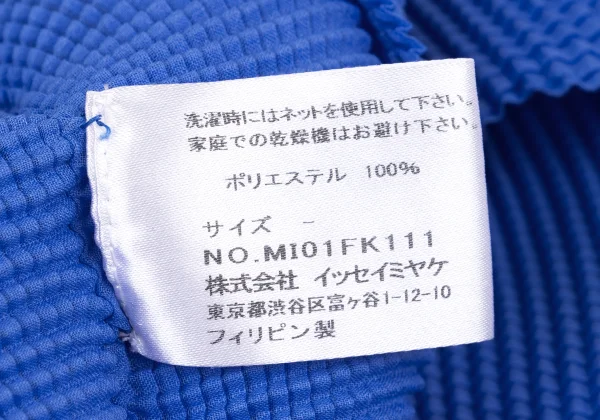 洗濯時にはネットを使用して下さい。
家庭での乾燥機はお避け下さい。
ポリエステル 100%
サイズ -
NO.MI01FK111
株式会社 イッセイミヤケ
東京都渋谷区富ヶ谷1-12-10
フィリピン製